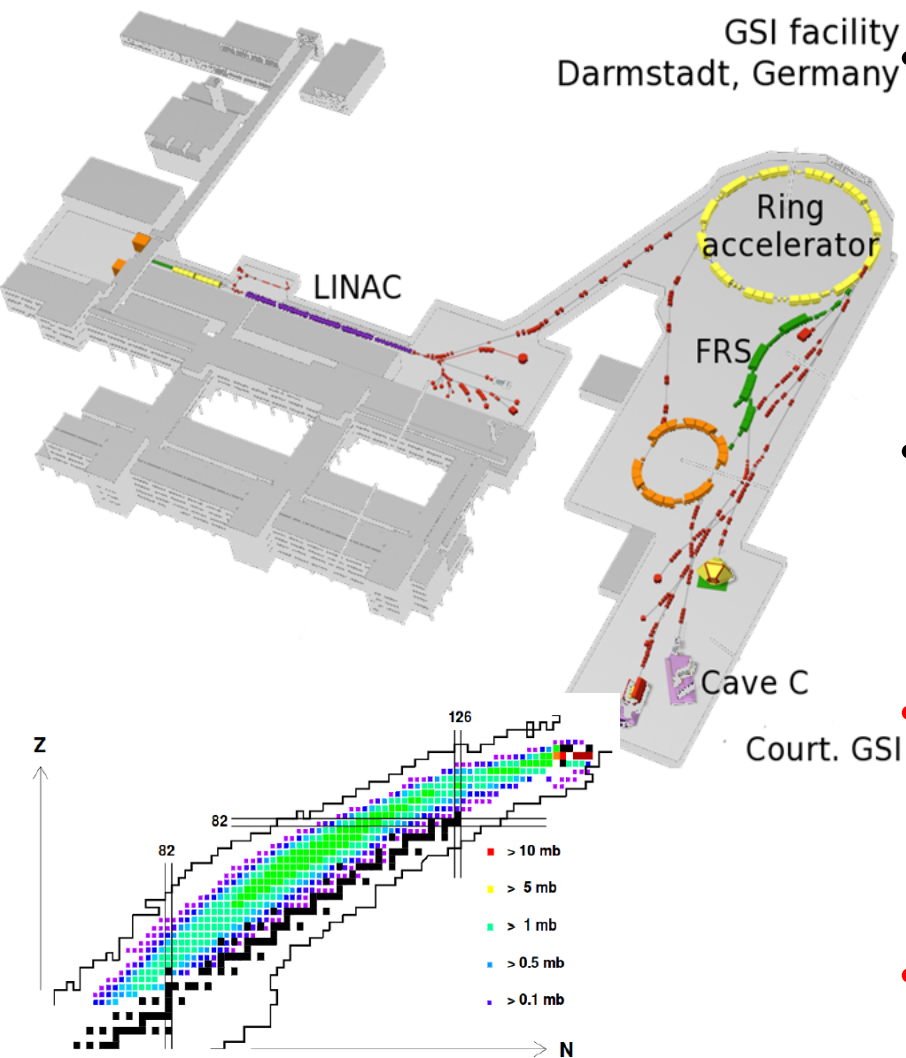 GSI facility
Darmstadt, Germany
Ring
accelerator
LINAC
FRS
Cave C
Court. GSI
126
Z
82
82
> 10 mb
> 5 mb
> 1 mb
> 0.5 mb
> 0.1 mb
N